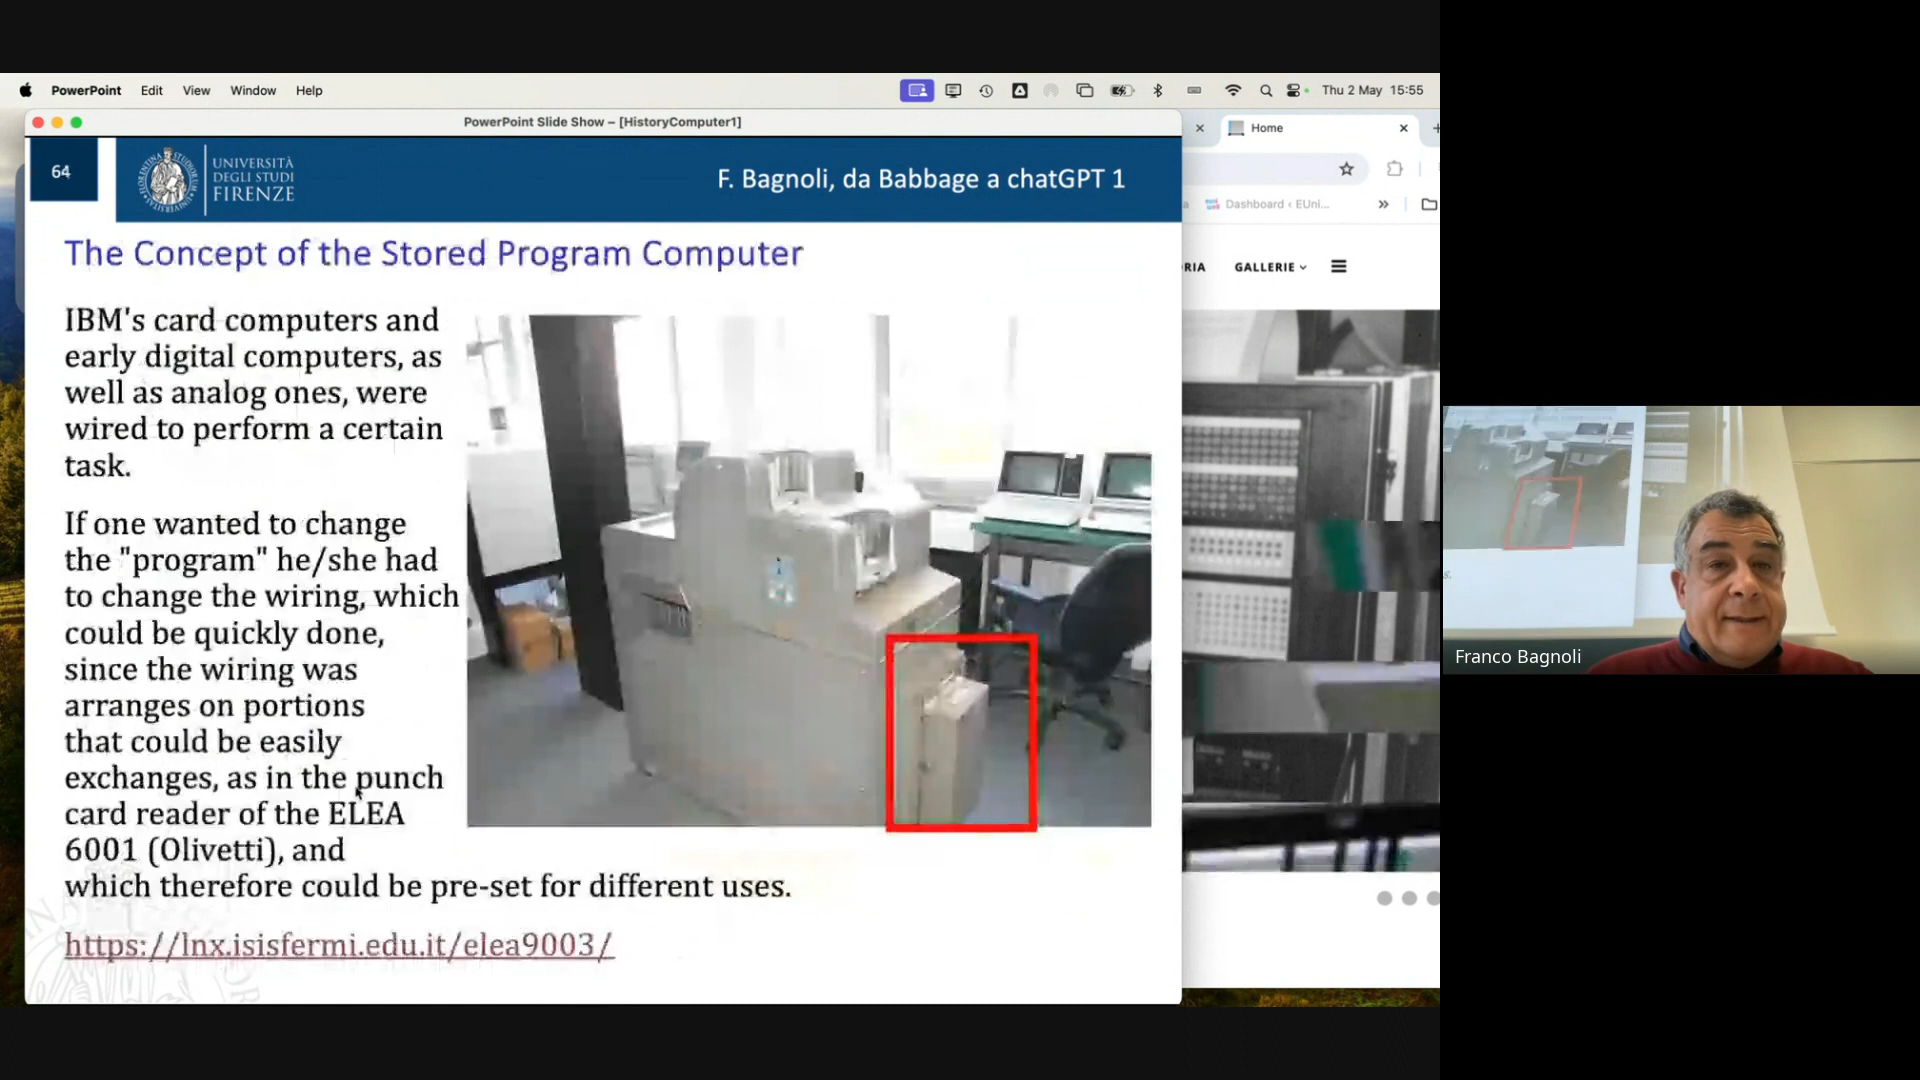 PowerPoint Edit View Window Help
Thu 2 May 15:55
PowerPoint Slide Show – [HistoryComputer1]
Home
64
UNIVERSITÀ
DEGLI STUDI
FIRENZE
F. Bagnoli, da Babbage a chatGPT 1
Dashboard ‹ EUni...
The Concept of the Stored Program Computer
RIA
GALLERIE
IBM's card computers and
early digital computers, as
well as analog ones, were
wired to perform a certain
task.
If one wanted to change
the "program" he/she had
to change the wiring, which
could be quickly done,
since the wiring was
arranges on portions
that could be easily
exchanges, as in the punch
card reader of the ELEA
6001 (Olivetti), and
which therefore could be pre-set for different uses.
https://lnx.isisfermi.edu.it/elea9003/
Franco Bagnoli